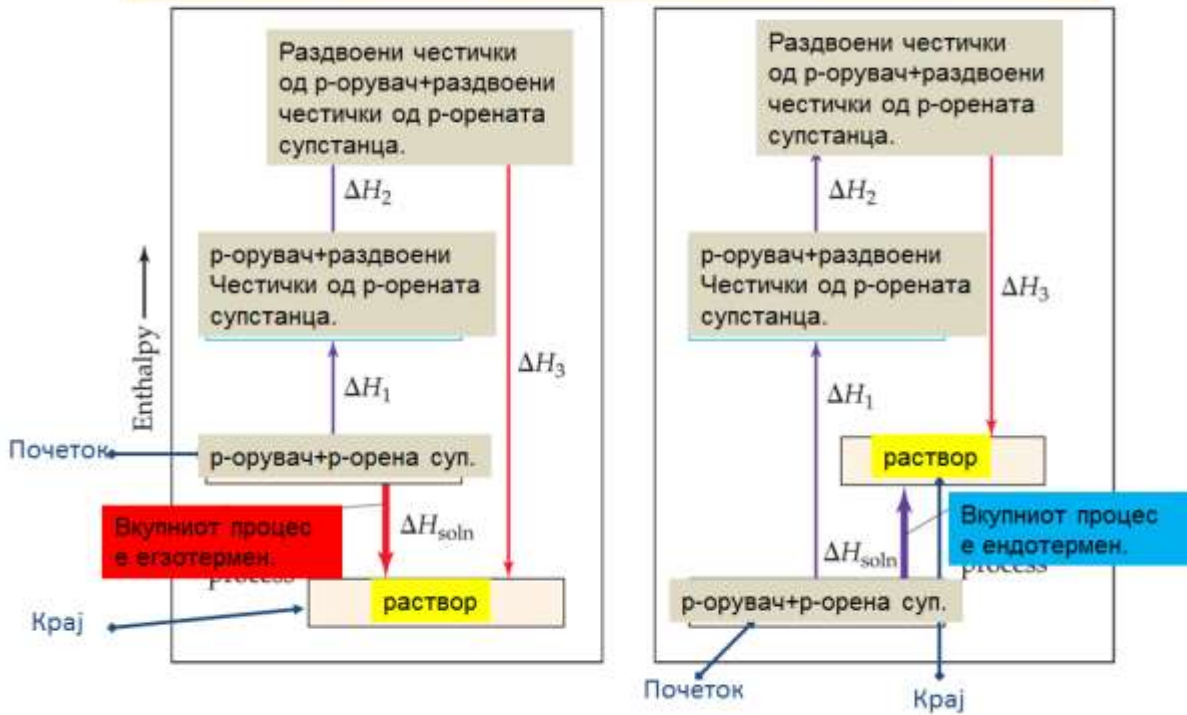 Раздвоени честички
од р-орувач+раздвоени
честички од р-орената
супстанца.
ΔH₂
р-орувач+раздвоени
Честички од р-орената
супстанца.
Enthalpy
ΔH₁
ΔH₃
Почеток
р-орувач+р-орена суп.
Вкупниот процес
е егзотермен.
ΔHsoln
process
раствор
Крај
Раздвоени честички
од р-орувач+раздвоени
честички од р-орената
супстанца.
ΔH₂
р-орувач+раздвоени
Честички од р-орената
супстанца.
ΔH₃
ΔH₁
раствор
Вкупниот процес
е ендотермен.
ΔHsoln
process
р-орувач+р-орена суп.
Почеток
Крај